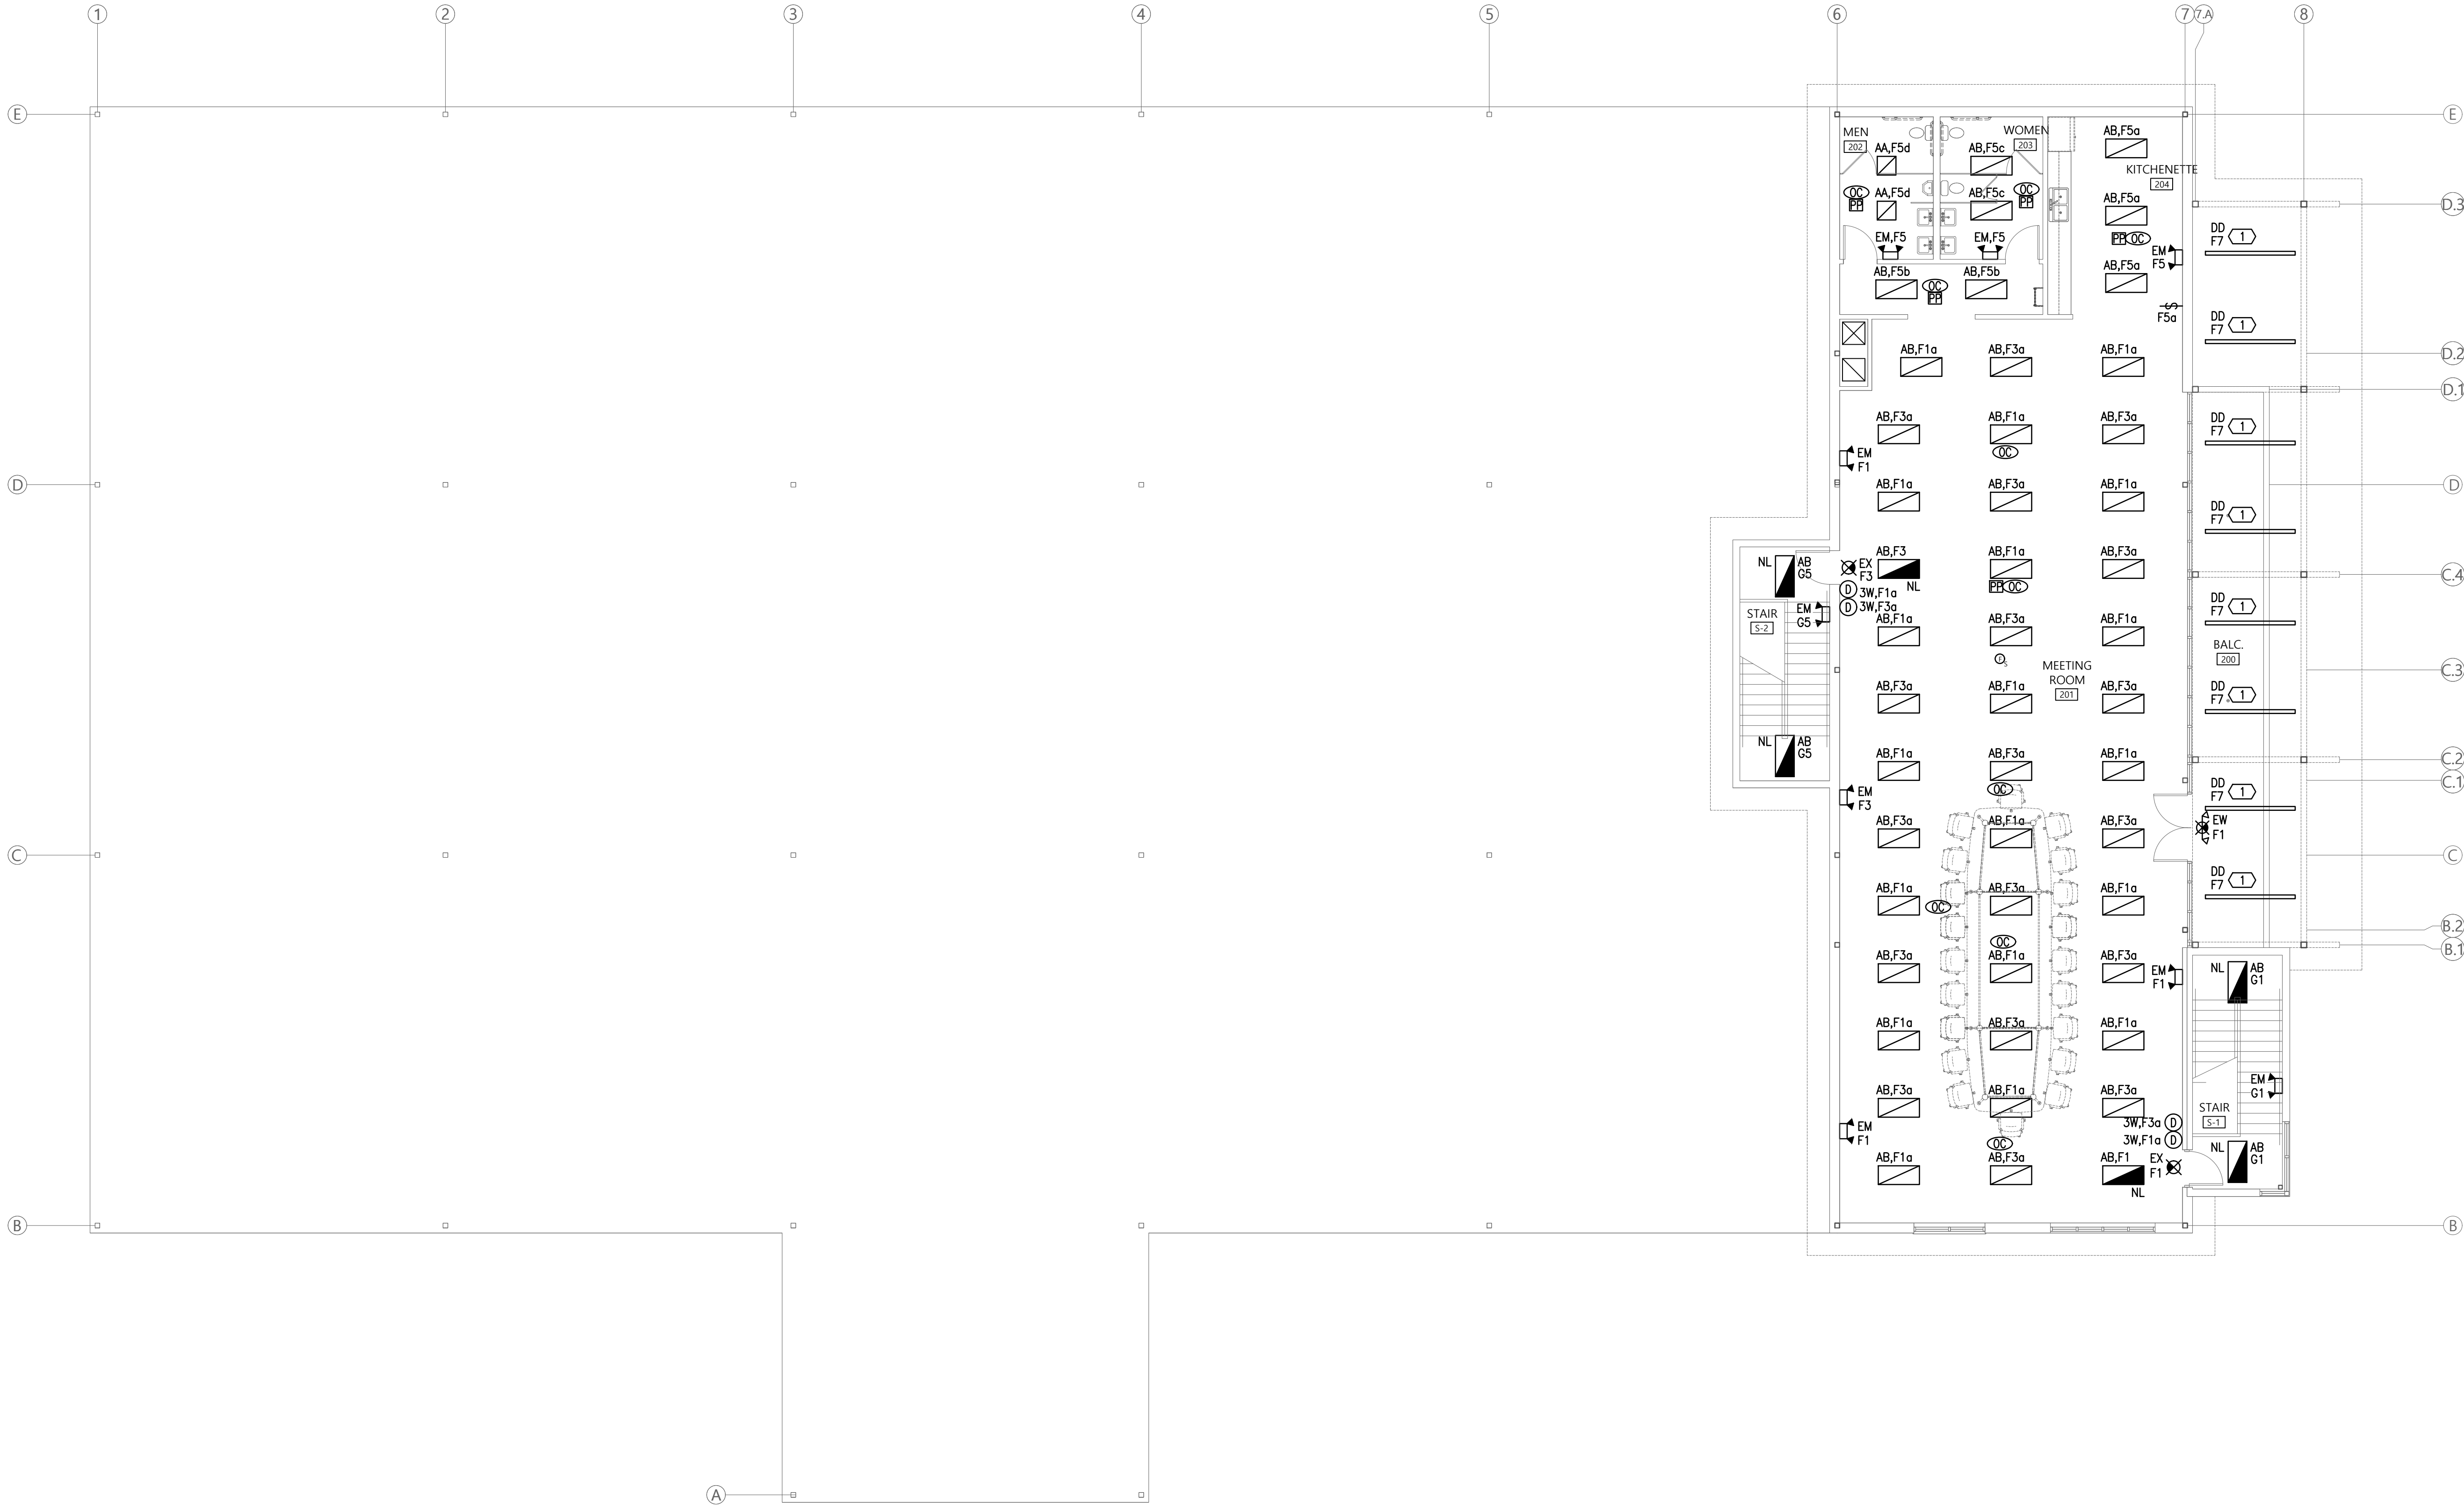 1 2 3 4 5 6 7 7.A 8
E E
MEN
202
WOMEN
203
AB,F5a
AA,F5d AB,F5c
KITCHENETTE
204
OC
PP
AA,F5d
AB,F5c
OC
PP
AB,F5a
D.3
EM,F5 EM,F5
PP OC
EM
F5
DD
F7 1
AB,F5b AB,F5b
OC
PP
AB,F5a
S
F5a
DD
F7 1
AB,F1a AB,F3a AB,F1a
D.2
D.1
AB,F3a AB,F1a AB,F3a
DD
F7 1
EM
F1
OC
D D
AB,F1a AB,F3a AB,F1a
DD
F7 1
NL AB
G5
EX
F3
AB,F3
NL
AB,F1a
PP OC
AB,F3a
C.4
D 3W,F1a
D 3W,F3a
EM
G5
STAIR
S-2
DD
F7 1
AB,F1a AB,F3a AB,F1a
BALC.
200
MEETING
ROOM
201
C.3
AB,F3a AB,F1a AB,F3a
DD
F7 1
NL AB
G5
AB,F1a AB,F3a AB,F1a
C.2
C.1
EM
F3
OC
DD
F7 1
AB,F3a AB,F1a AB,F3a
EW
F1
C C
AB,F1a AB,F3a AB,F1a
DD
F7 1
OC
B.2
B.1
OC
AB,F3a AB,F1a AB,F3a
EM
F1
NL AB
G1
AB,F1a AB,F3a AB,F1a
EM
G1
AB,F3a AB,F1a AB,F3a
STAIR
S-1
3W,F3a D
3W,F1a D
EM
F1
OC
NL AB
G1
AB,F1a AB,F3a AB,F1
NL
EX
F1
B B
A